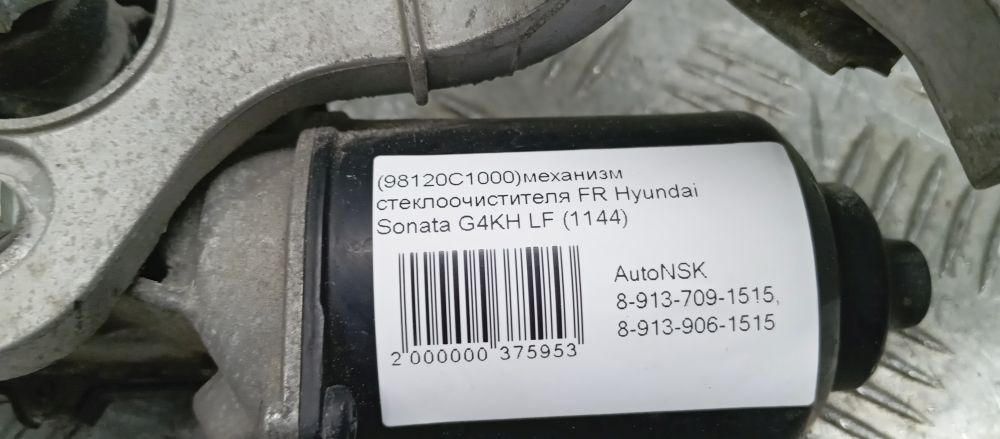 (98120C1000)механизм
стеклоочистителя FR Hyundai
Sonata G4KH LF (1144)
AutoNSK
8-913-709-1515,
8-913-906-1515
2 000000 375953